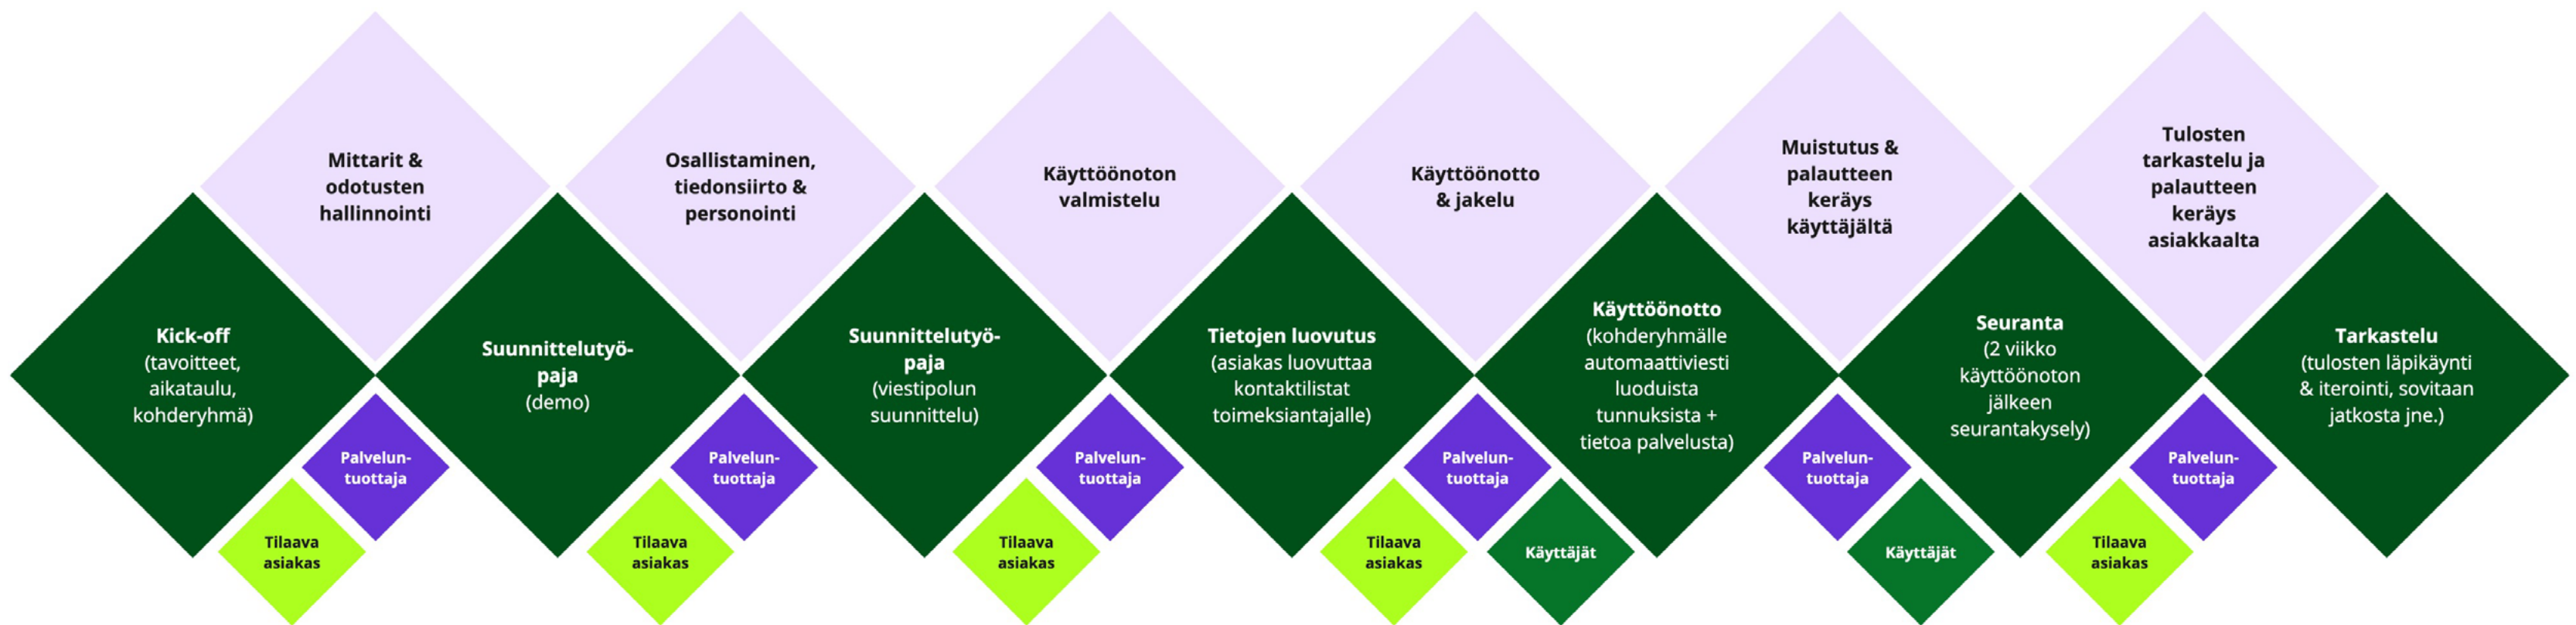 Mittarit &
odotusten
hallinnointi
Osallistaminen,
tiedonsiirto &
personointi
Käyttöönoton
valmistelu
Käyttöönotto
& jakelu
Muistutus &
palautteen
keräys
käyttäjältä
Tulosten
tarkastelu ja
palautteen
keräys
asiakkaalta
Kick-off
(tavoitteet,
aikataulu,
kohderyhmä)
Suunnittelutyö-
paja
(demo)
Suunnittelutyö-
paja
(viestipolun
suunnittelu)
Tietojen luovutus
(asiakas luovuttaa
kontaktilistat
toimeksiantajalle)
Käyttöönotto
(kohderyhmälle
automaattiviesti
luoduista
tunnuksista +
tietoa palvelusta)
Seuranta
(2 viikko
käyttöönoton
jälkeen
seurantakysely)
Tarkastelu
(tulosten läpikäynti
& iterointi, sovitaan
jatkosta jne.)
Palvelun-
tuottaja
Tilaava
asiakas
Palvelun-
tuottaja
Tilaava
asiakas
Palvelun-
tuottaja
Tilaava
asiakas
Palvelun-
tuottaja
Tilaava
asiakas
Käyttäjät
Palvelun-
tuottaja
Käyttäjät
Palvelun-
tuottaja
Tilaava
asiakas